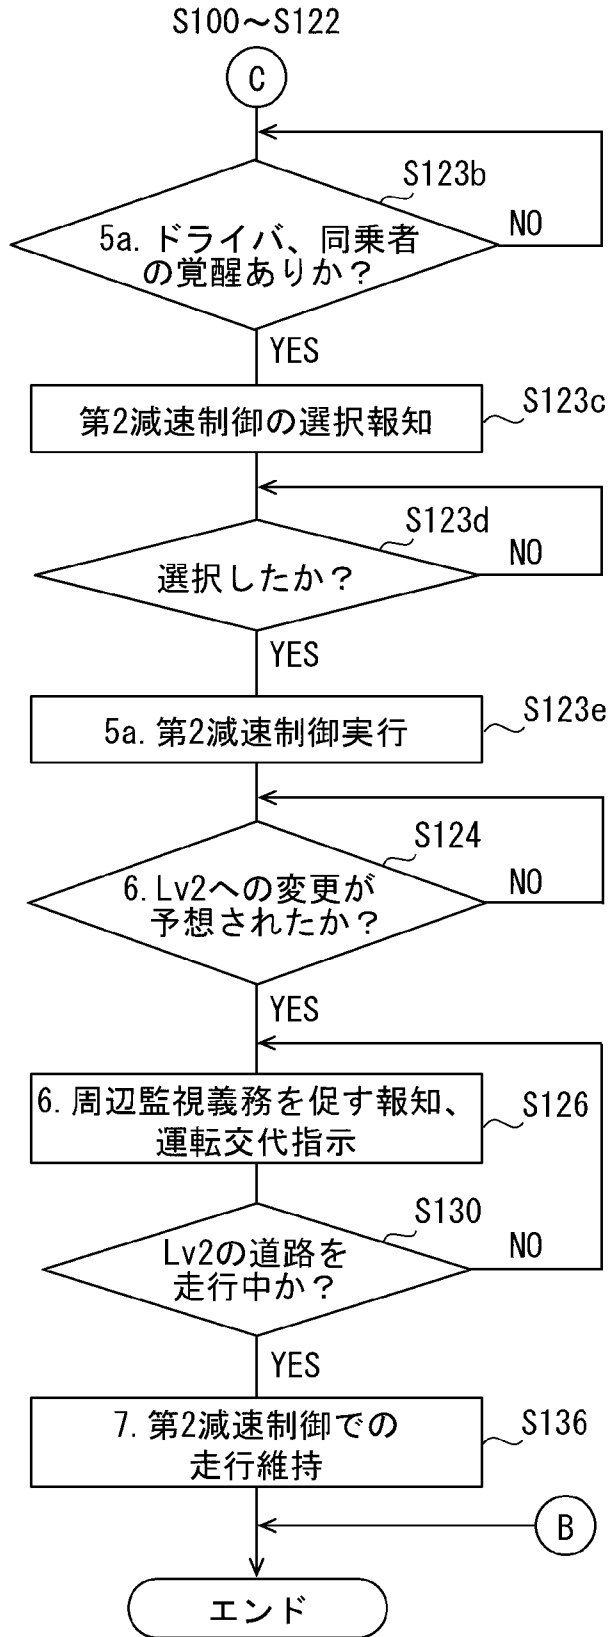 S100～S122
C
S123b
5a. ドライバ、同乗者
の覚醒ありか？
NO
YES
第2減速制御の選択報知
S123c
S123d
選択したか？
NO
YES
5a. 第2減速制御実行
S123e
S124
6. Lv2への変更が
予想されたか？
NO
YES
6. 周辺監視義務を促す報知、
運転交代指示
S126
S130
Lv2の道路を
走行中か？
NO
YES
7. 第2減速制御での
走行維持
S136
B
エンド